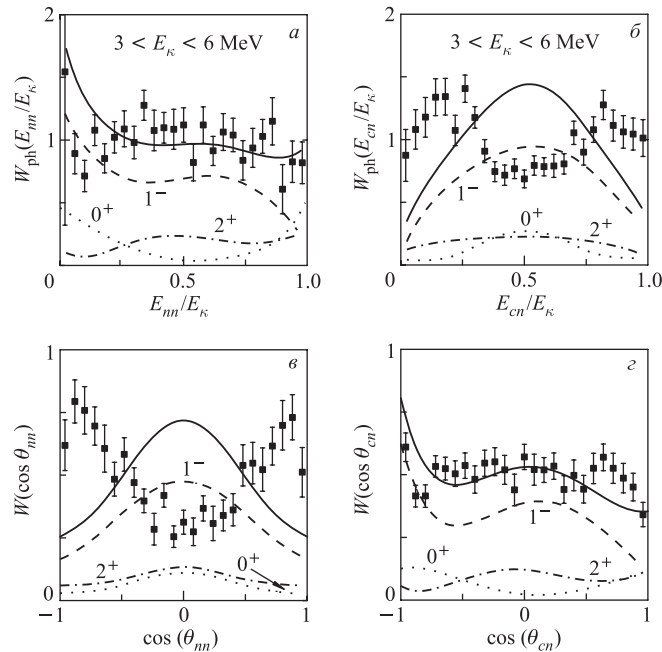 2
a
3 < E_κ < 6 MeV
W_ph(E_nn/E_κ)
1
1⁻
0⁺
2⁺
0
0
0.5
1.0
E_nn/E_κ
2
б
3 < E_κ < 6 MeV
W_ph(E_cn/E_κ)
1
1⁻
0⁺
2⁺
0
0
0.5
1.0
E_cn/E_κ
1
в
W(cos θ_nn)
1⁻
2⁺
0⁺
0
−1
0
1
cos (θ_nn)
1
г
W(cos θ_cn)
1⁻
0⁺
2⁺
0
−1
0
1
cos (θ_cn)